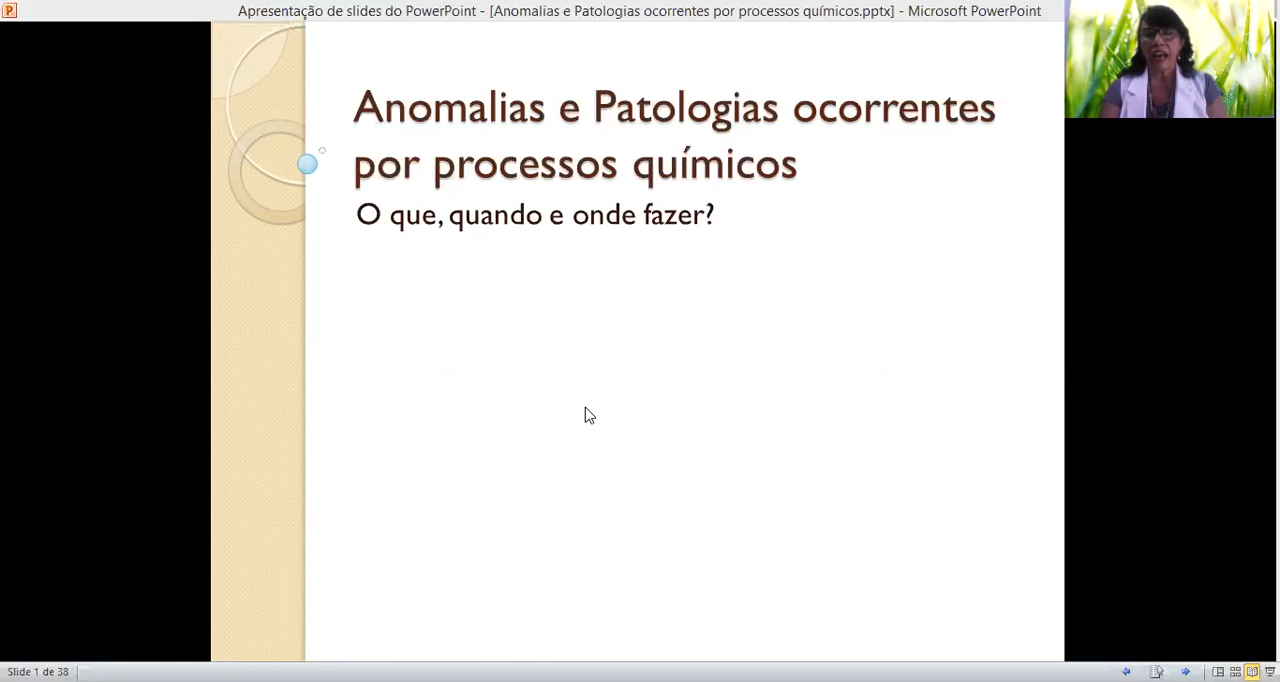 Apresentação de slides do PowerPoint - [Anomalias e Patologias ocorrentes por processos químicos.pptx] - Microsoft PowerPoint
Anomalias e Patologias ocorrentes
por processos químicos
O que, quando e onde fazer?
Slide 1 de 38